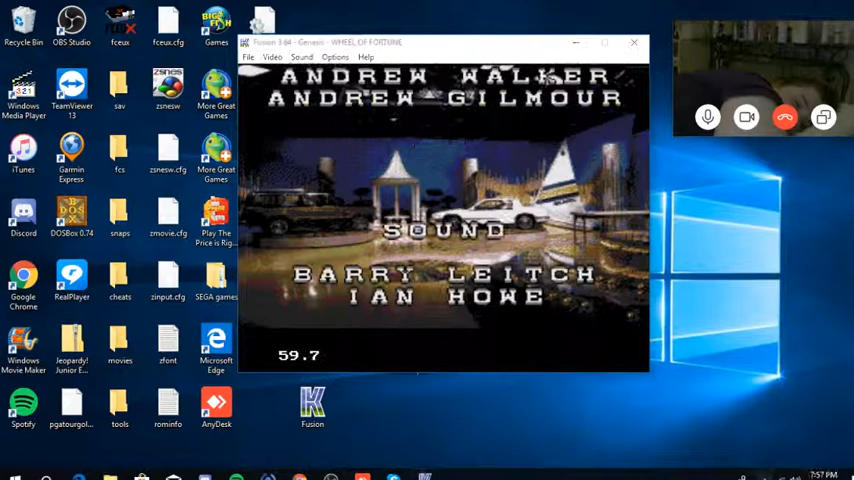 Fusion 3.64 - Genesis - WHEEL OF FORTUNE
File Video Sound Options Help
ANDREW WALKER
ANDREW GILMOUR
SOUND
BARRY LEITCH
IAN HOWE
59.7
Recycle Bin
OBS Studio
fceux
fceux.cfg
Games
Windows Media Player
TeamViewer 13
sav
zsnesw
More Great Games
iTunes
Garmin Express
fcs
zsnesw.cfg
More Great Games
Discord
DOSBox 0.74
snaps
zmovie.cfg
Play The Price is Rig...
Google Chrome
RealPlayer
cheats
zinput.cfg
SEGA games
Windows Movie Maker
Jeopardy! Junior E...
movies
zfont
Microsoft Edge
Spotify
pgatourgol...
tools
rominfo
AnyDesk
Fusion
7:57 PM